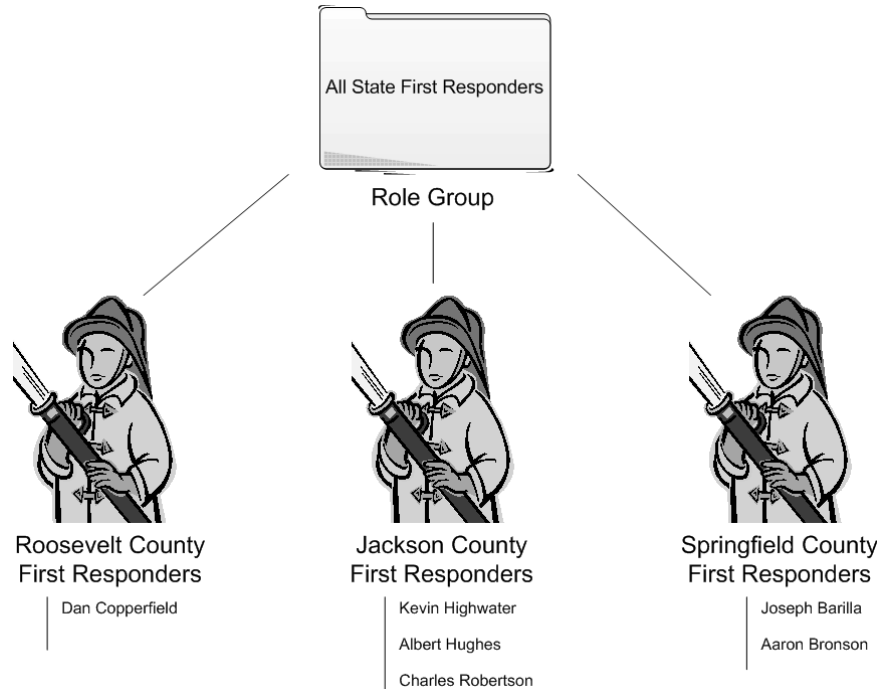 All State First Responders
Role Group
Roosevelt County
First Responders
Dan Copperfield
Jackson County
First Responders
Kevin Highwater
Albert Hughes
Charles Robertson
Springfield County
First Responders
Joseph Barilla
Aaron Bronson